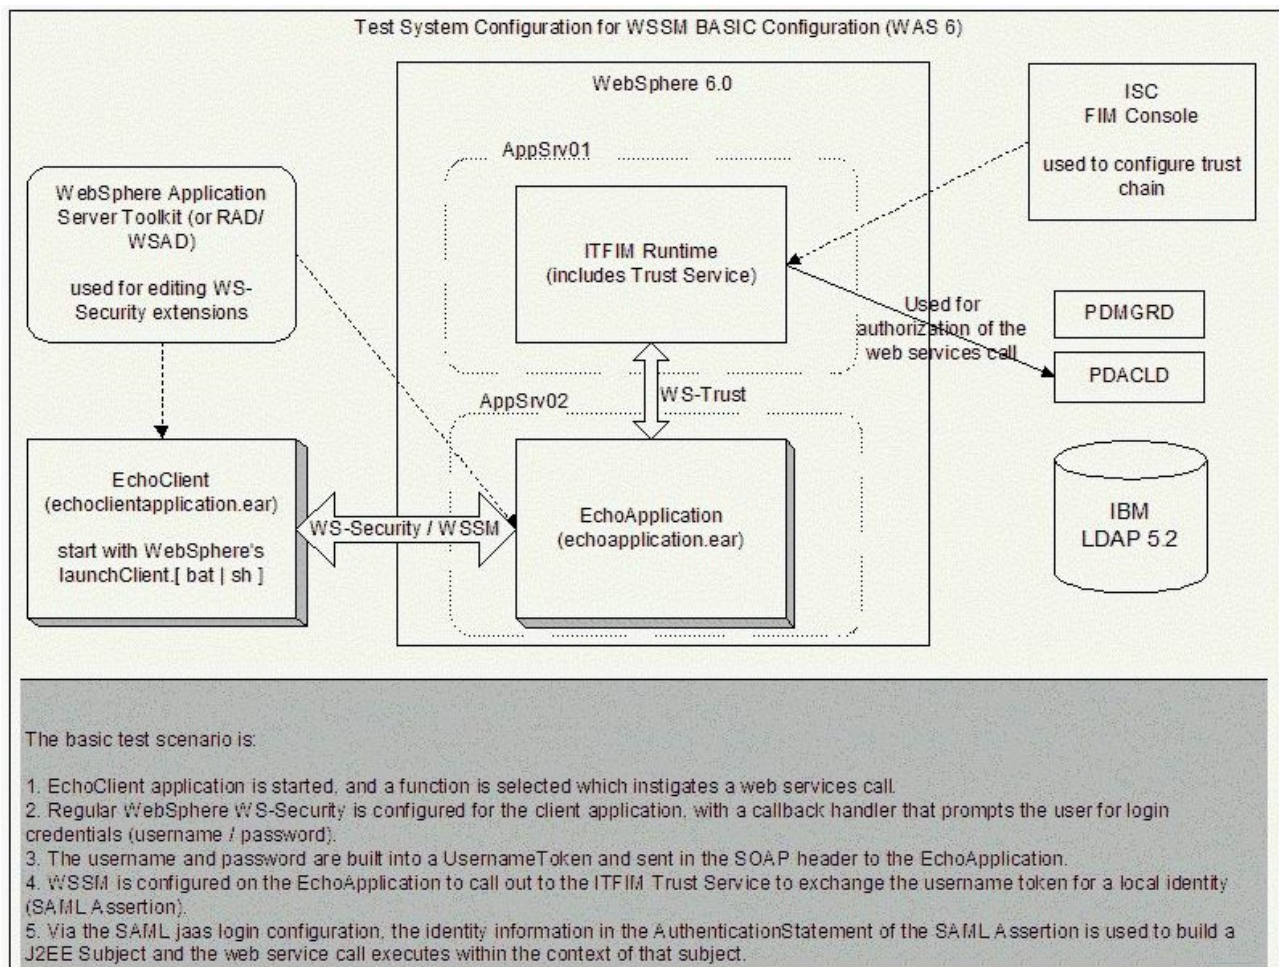 Test System Configuration for WSSM BASIC Configuration (WAS 6)
WebSphere 6.0
ISC
FIM Console
used to configure trust
chain
AppSrv01
WebSphere Application
Server Toolkit (or RAD/
WSAD)
used for editing WS-
Security extensions
ITFIM Runtime
(includes Trust Service)
Used for
authorization of the
web services call
PDMGRD
PDACLD
WS-Trust
AppSrv02
EchoClient
(echoclientapplication.ear)
start with WebSphere's
launchClient.[ bat | sh ]
WS-Security / WSSM
EchoApplication
(echoapplication.ear)
IBM
LDAP 5.2
The basic test scenario is:
1. EchoClient application is started, and a function is selected which instigates a web services call.
2. Regular WebSphere WS-Security is configured for the client application, with a callback handler that prompts the user for login
credentials (username / password).
3. The username and password are built into a UsernameToken and sent in the SOAP header to the EchoApplication.
4. WSSM is configured on the EchoApplication to call out to the ITFIM Trust Service to exchange the username token for a local identity
(SAML Assertion).
5. Via the SAML jaas login configuration, the identity information in the AuthenticationStatement of the SAML Assertion is used to build a
J2EE Subject and the web service call executes within the context of that subject.